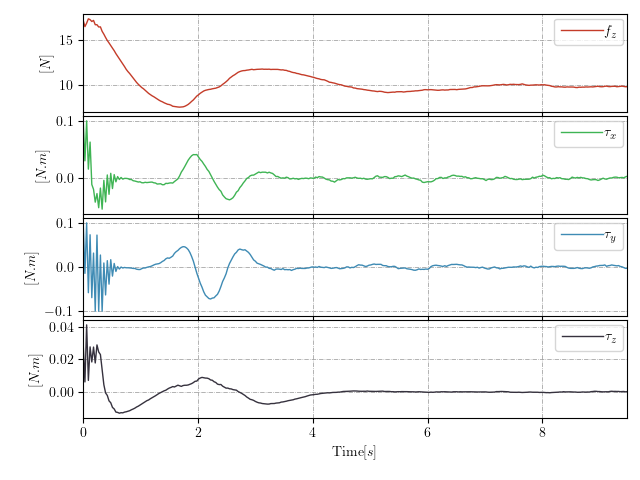 15
10
[N]
f_z
0.1
0.0
[N.m]
τ_x
0.1
0.0
−0.1
[N.m]
τ_y
0.04
0.02
0.00
[N.m]
τ_z
0 2 4 6 8
Time[s]